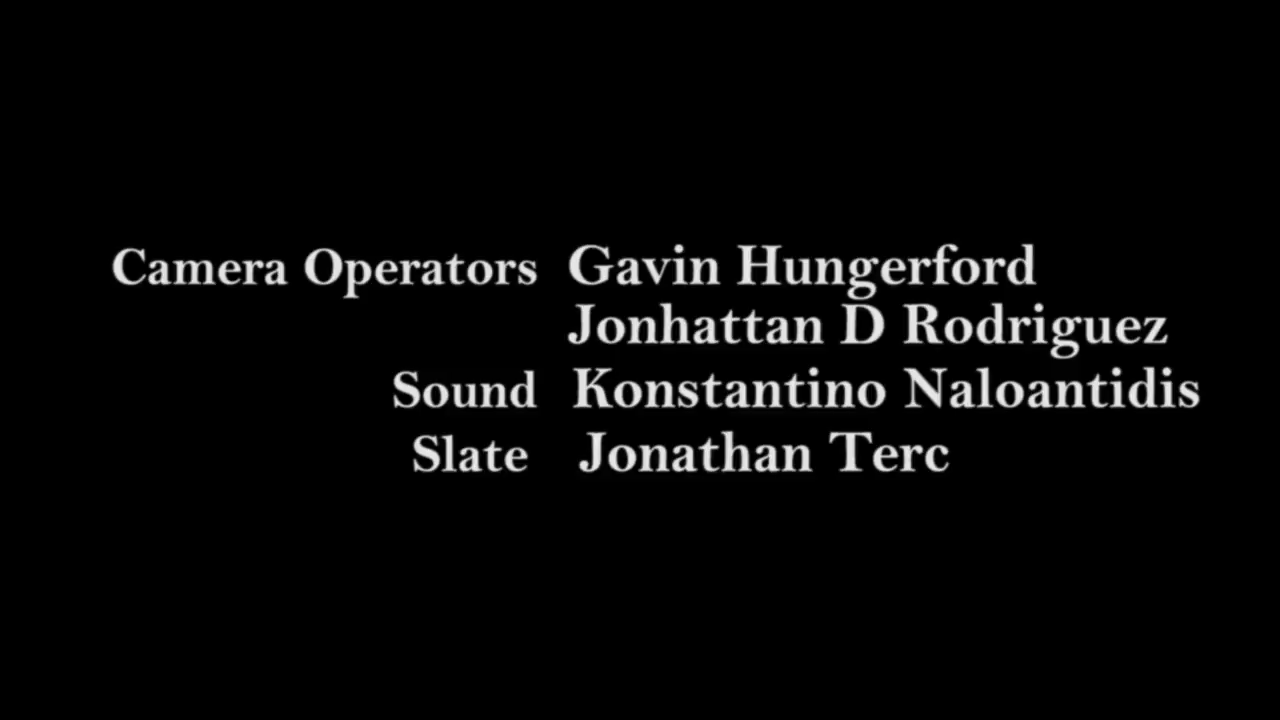 Camera Operators Gavin Hungerford
Jonhattan D Rodriguez
Sound Konstantino Naloantidis
Slate Jonathan Terc